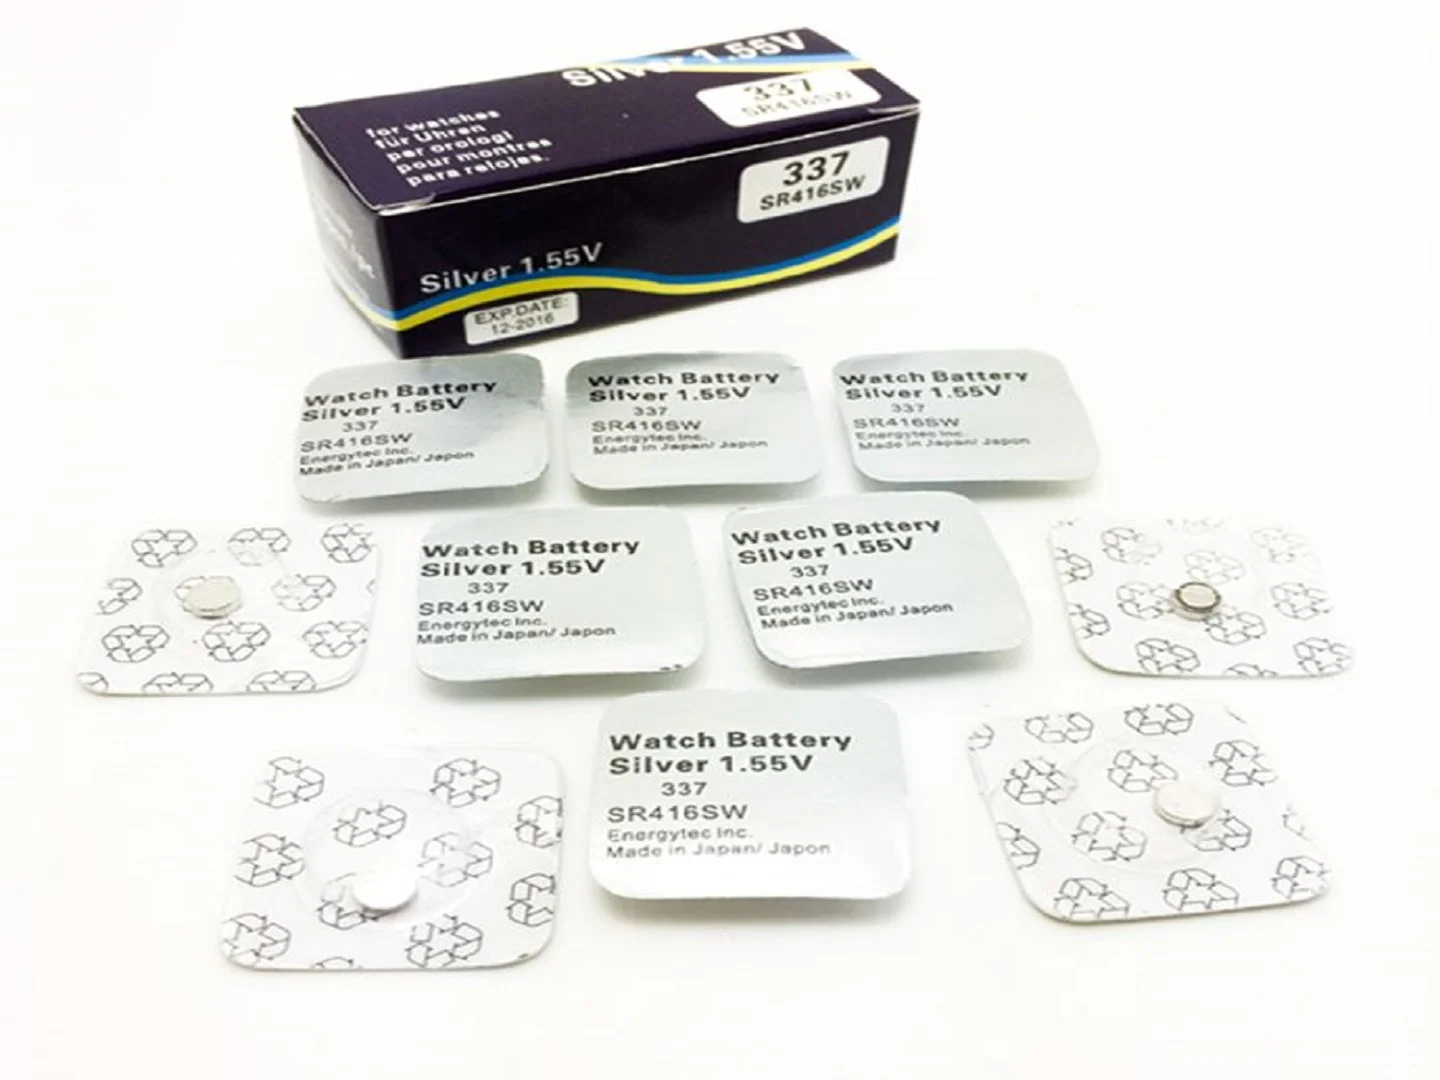 Silver 1.55V
337
SR416SW
for watches
für Uhren
per orologi
pour montres
para relojes.
337
SR416SW
Silver 1.55V
EXP.DATE:
12-2016
Watch Battery
Silver 1.55V
337
SR416SW
Energytec Inc.
Made in Japan/ Japon
Watch Battery
Silver 1.55V
337
SR416SW
Energytec Inc.
Made in Japan/ Japon
Watch Battery
Silver 1.55V
337
SR416SW
Energytec Inc.
Made in Japan/ Japon
Watch Battery
Silver 1.55V
337
SR416SW
Energytec Inc.
Made in Japan/ Japon
Watch Battery
Silver 1.55V
337
SR416SW
Energytec Inc.
Made in Japan/ Japon
Watch Battery
Silver 1.55V
337
SR416SW
Energytec Inc.
Made in Japan/ Japon